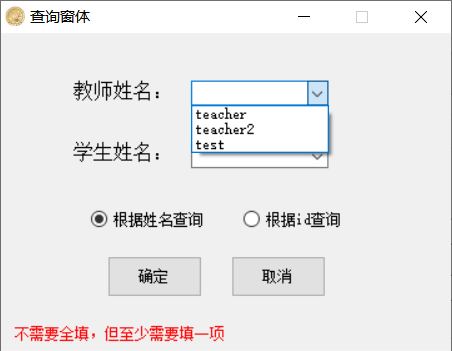 查询窗体
教师姓名：
teacher
teacher2
test
学生姓名：
根据姓名查询 根据id查询
确定 取消
不需要全填，但至少需要填一项